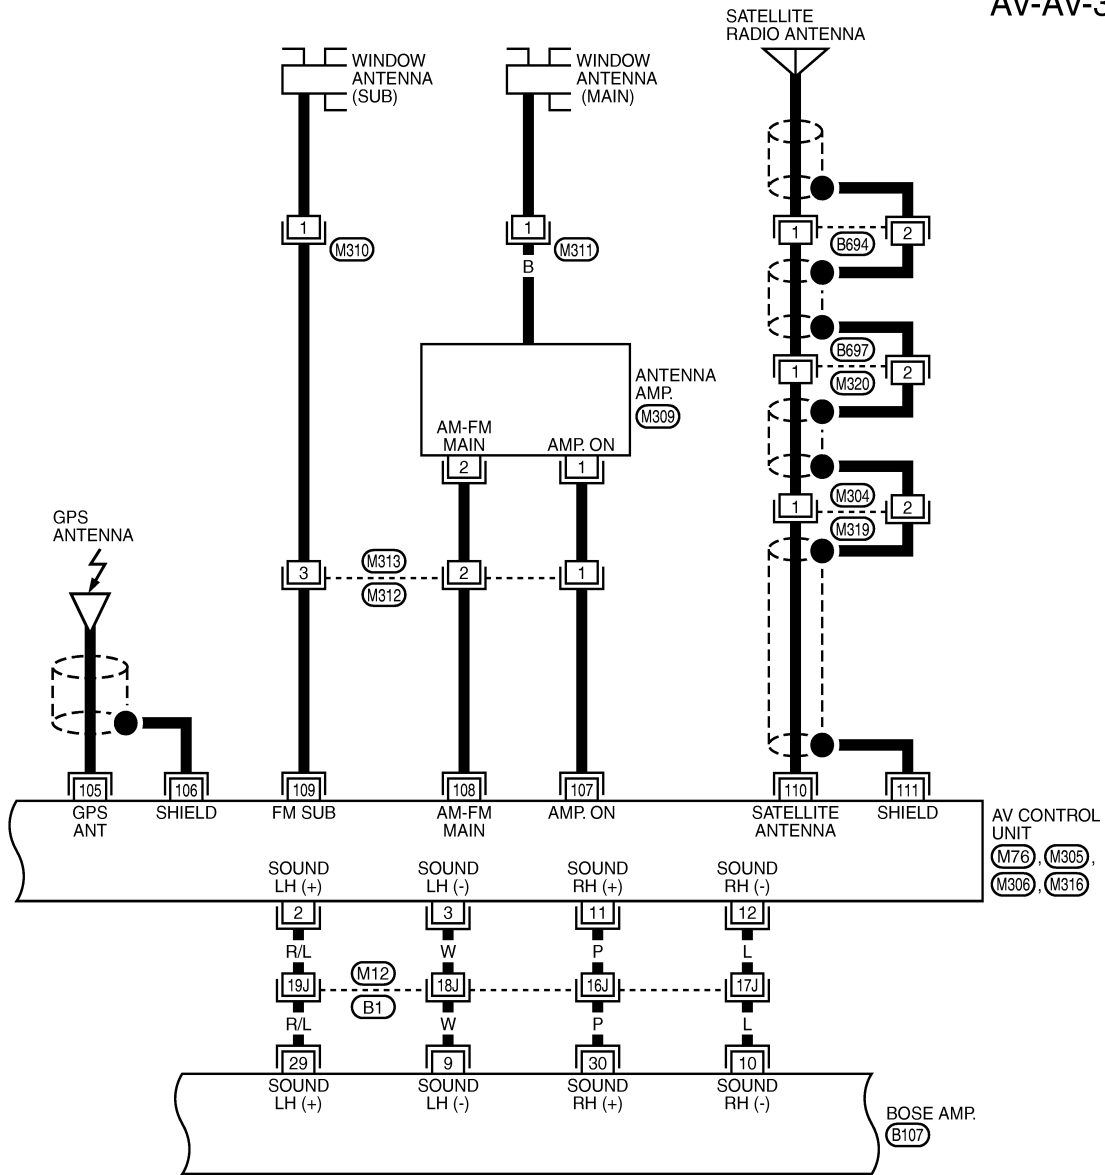 AV-AV-3
SATELLITE
RADIO ANTENNA
WINDOW
ANTENNA
(SUB)
WINDOW
ANTENNA
(MAIN)
1
M310
1
M311
B
1
2
B694
B697
1
2
M320
ANTENNA
AMP.
M309
AM-FM
MAIN
AMP. ON
2
1
M304
1
2
M319
GPS
ANTENNA
3
M313
M312
2
1
105
106
109
108
107
110
111
GPS
ANT
SHIELD
FM SUB
AM-FM
MAIN
AMP. ON
SATELLITE
ANTENNA
SHIELD
AV CONTROL
UNIT
M76 , M305 ,
M306 , M316
SOUND
LH (+)
SOUND
LH (-)
SOUND
RH (+)
SOUND
RH (-)
2
3
11
12
R/L
W
P
L
19J
M12
B1
18J
16J
17J
R/L
W
P
L
29
9
30
10
SOUND
LH (+)
SOUND
LH (-)
SOUND
RH (+)
SOUND
RH (-)
BOSE AMP.
B107